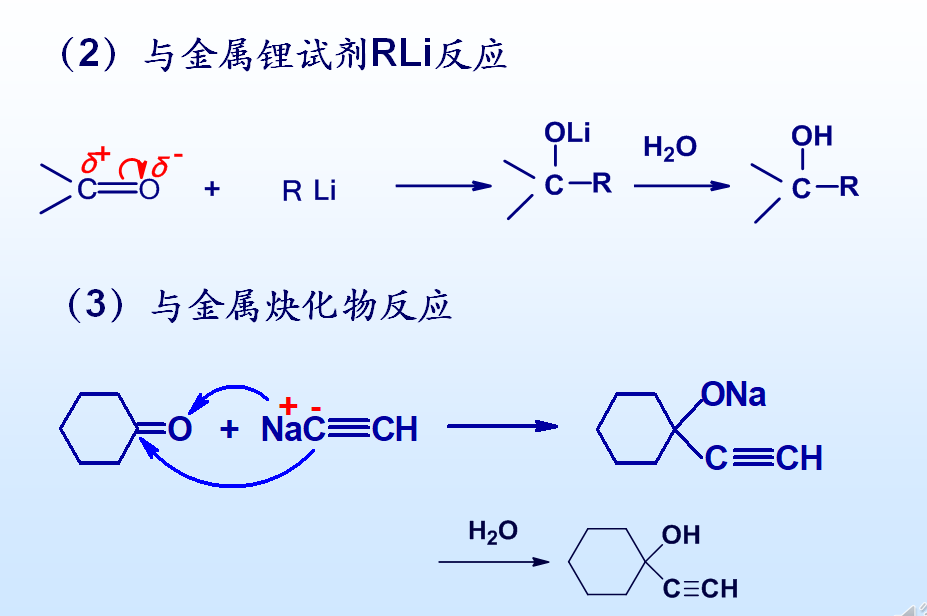 （2）与金属锂试剂RLi反应
δ+ δ-
C=O + R Li
OLi
C—R
H2O
OH
C—R
（3）与金属炔化物反应
+ -
=O + NaC≡CH
ONa
C≡CH
H2O
OH
C≡CH